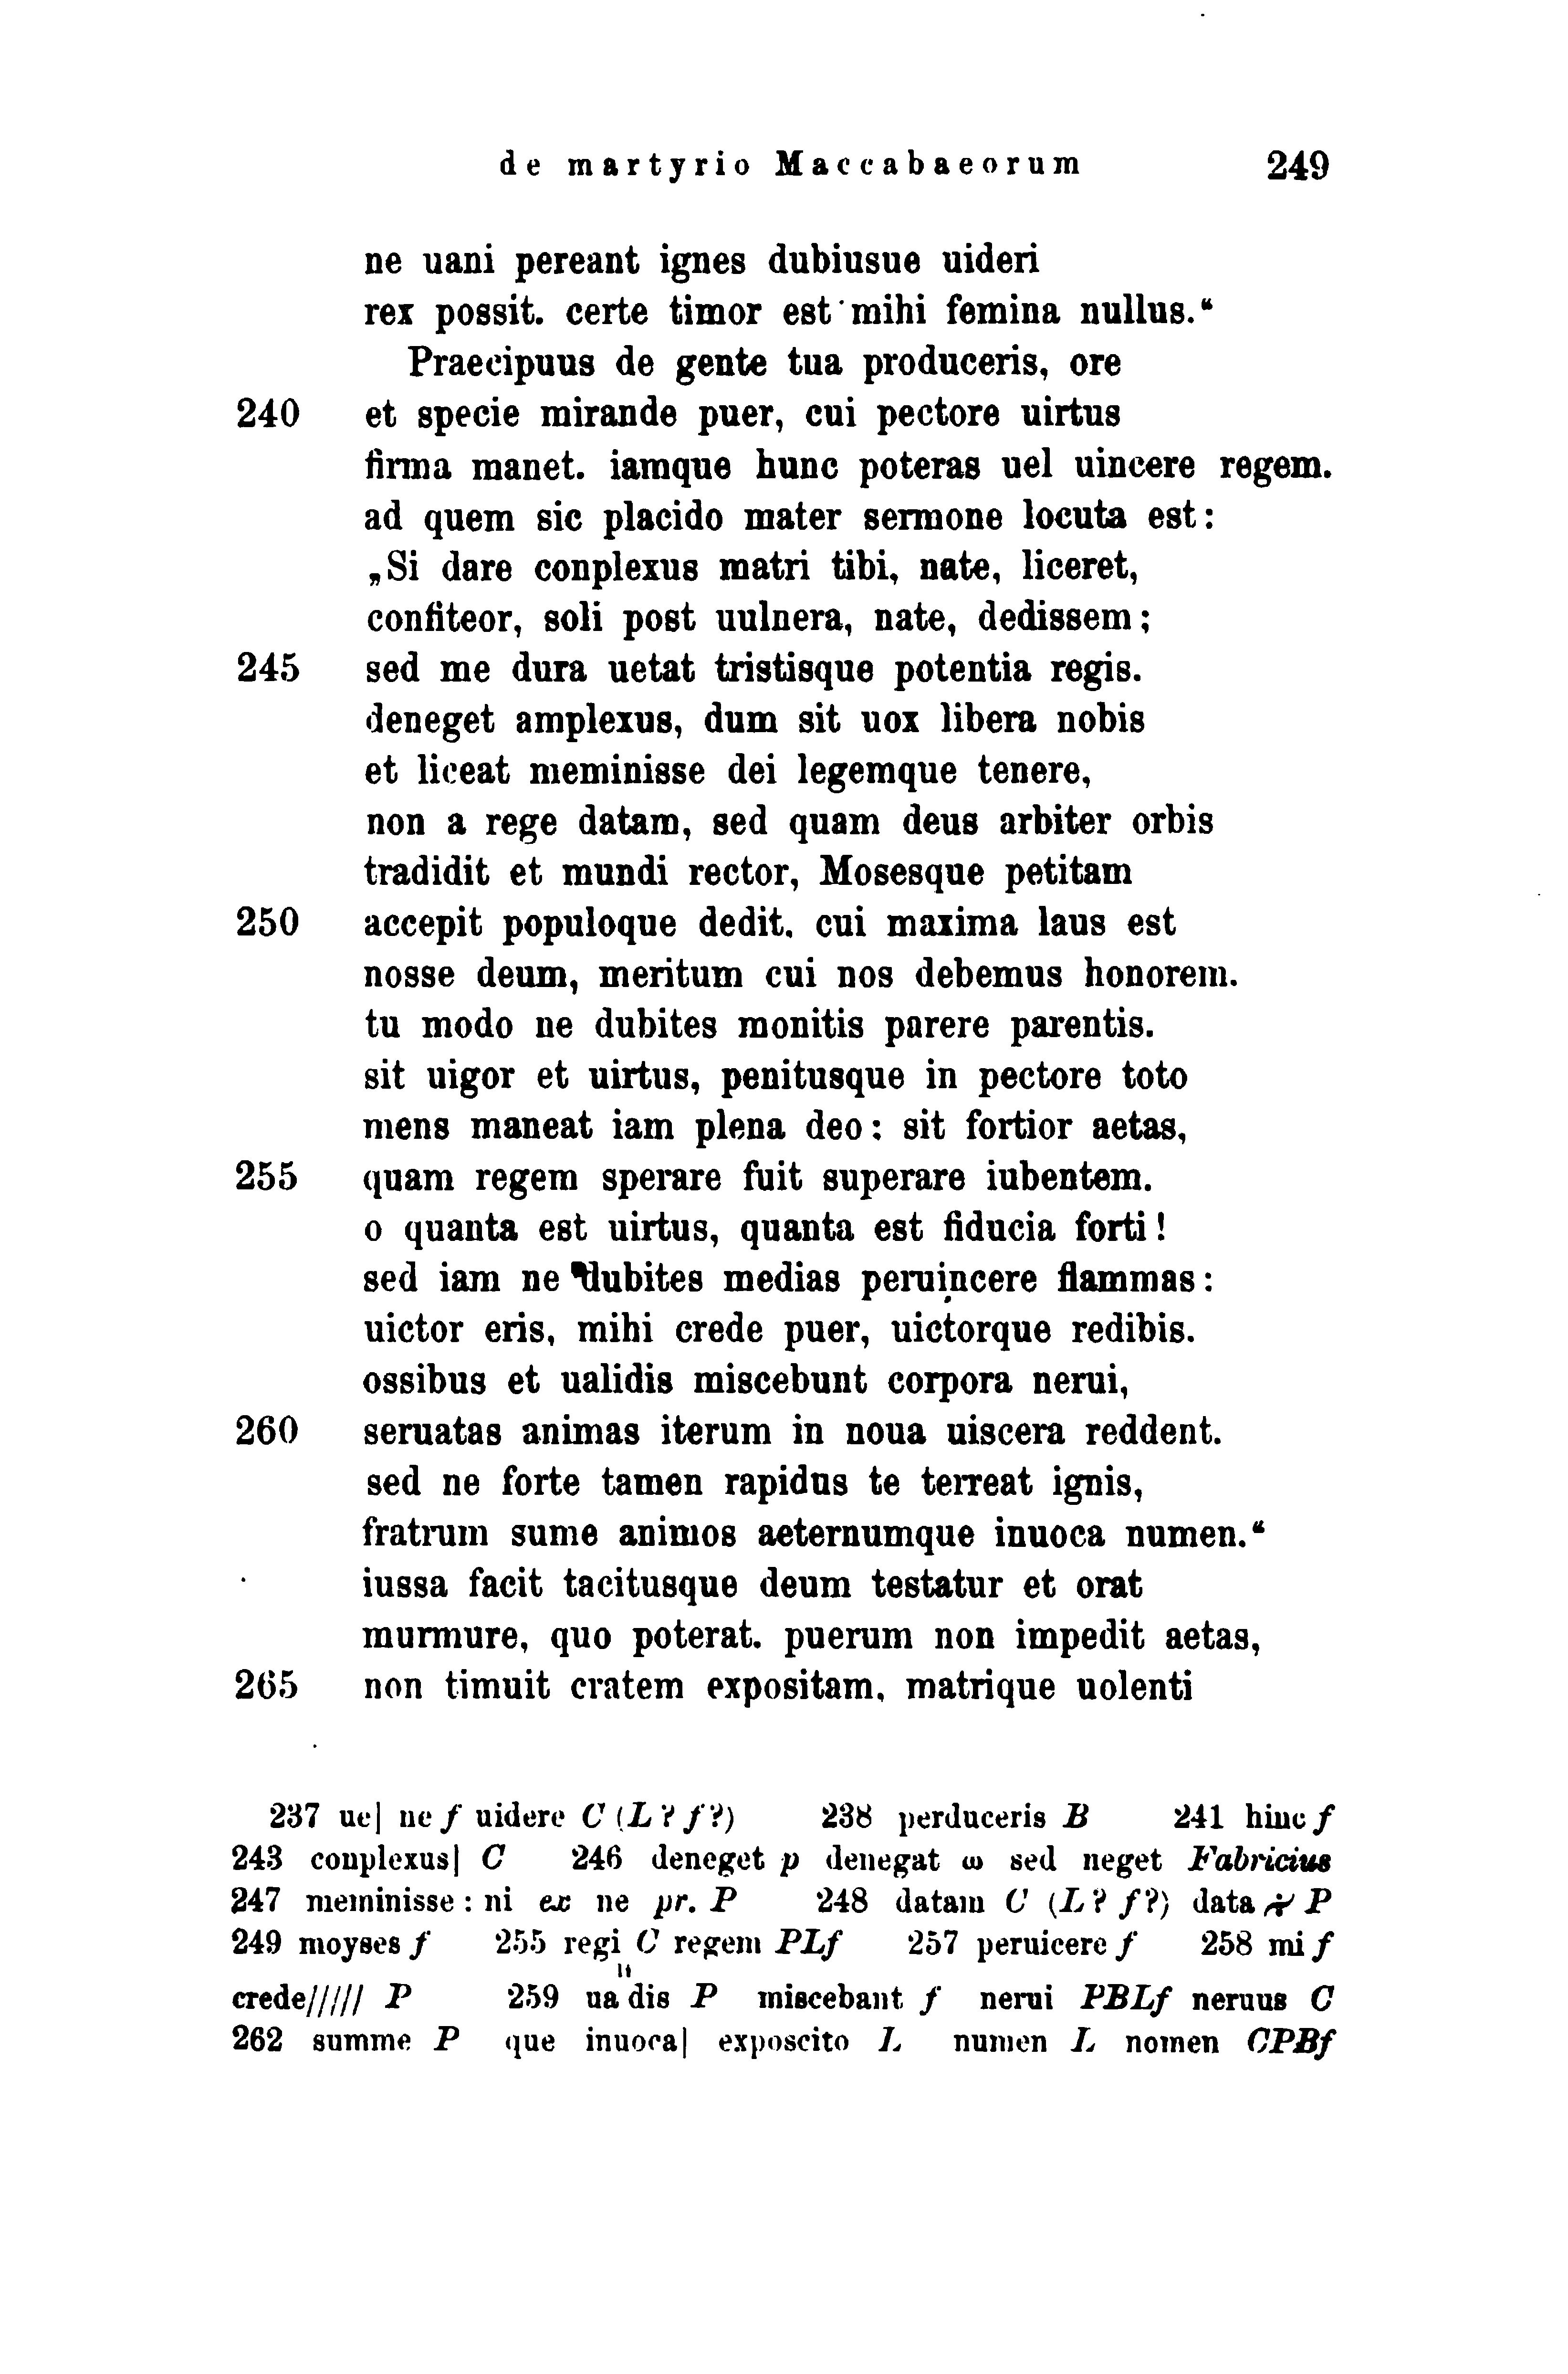 de martyrio Maccabaeorum 249
ne uani pereant ignes dubiusue uideri
rex possit. certe timor est mihi femina nullus.“
Praecipuus de gente tua produceris, ore
240 et specie mirande puer, cui pectore uirtus
firma manet. iamque hunc poteras uel uincere regem.
ad quem sic placido mater sermone locuta est:
„Si dare conplexus matri tibi, nate, liceret,
confiteor, soli post uulnera, nate, dedissem;
245 sed me dura uetat tristisque potentia regis.
deneget amplexus, dum sit uox libera nobis
et liceat meminisse dei legemque tenere,
non a rege datam, sed quam deus arbiter orbis
tradidit et mundi rector, Mosesque petitam
250 accepit populoque dedit, cui maxima laus est
nosse deum, meritum cui nos debemus honorem.
tu modo ne dubites monitis parere parentis.
sit uigor et uirtus, penitusque in pectore toto
mens maneat iam plena deo: sit fortior aetas,
255 quam regem sperare fuit superare iubentem.
o quanta est uirtus, quanta est fiducia forti!
sed iam ne dubites medias peruincere flammas:
uictor eris, mihi crede puer, uictorque redibis.
ossibus et ualidis miscebunt corpora nerui,
260 seruatas animas iterum in noua uiscera reddent.
sed ne forte tamen rapidus te terreat ignis,
fratrum sume animos aeternumque inuoca numen.“
iussa facit tacitusque deum testatur et orat
murmure, quo poterat. puerum non impedit aetas,
265 non timuit cratem expositam, matrique uolenti
237 ue] ne f uidere C (L? f?) 238 perduceris B 241 hinc f
243 conplexus] C 246 deneget p denegat ω sed neget Fabricius
247 meminisse: ni ex ne pr. P 248 datam C (L? f?) data P
249 moyses f 255 regi C regem PLf 257 peruicere f 258 mi f
crede///// P 259 ua dis P miscebant f nerui PBLf neruus C
262 summe P que inuoca] exposcito L numen L nomen CPBf